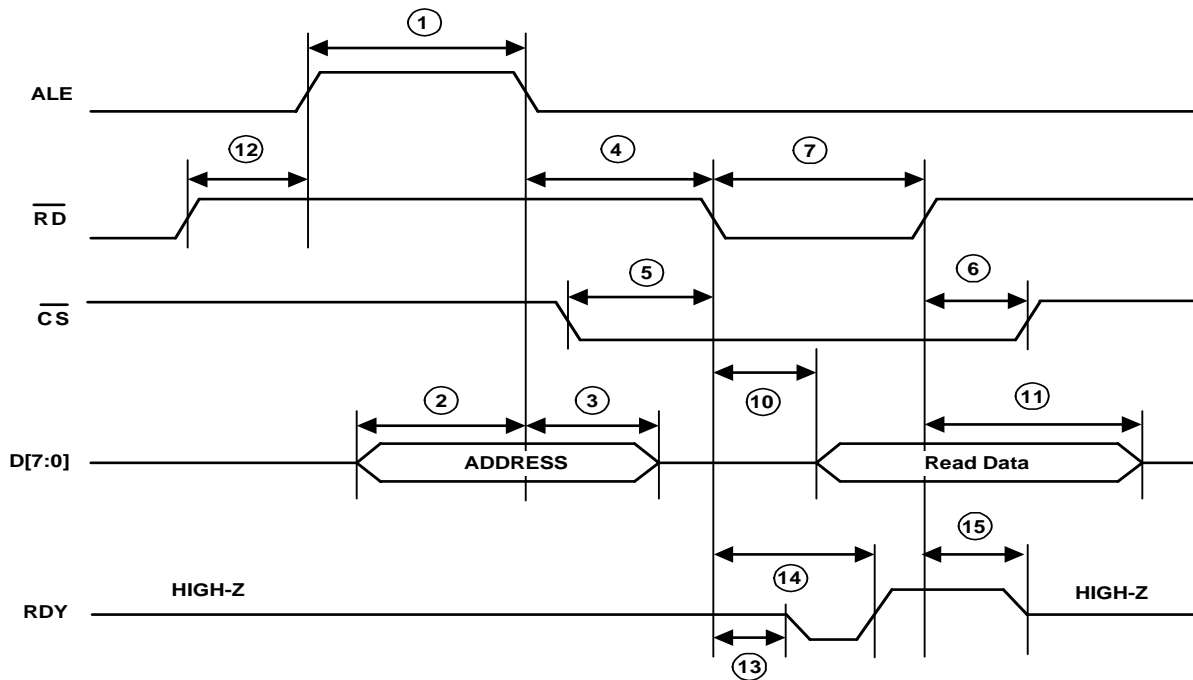 1
ALE
12
4
7
RD
5
6
CS
10
2
3
11
D[7:0]
ADDRESS
Read Data
15
14
HIGH-Z
HIGH-Z
RDY
13